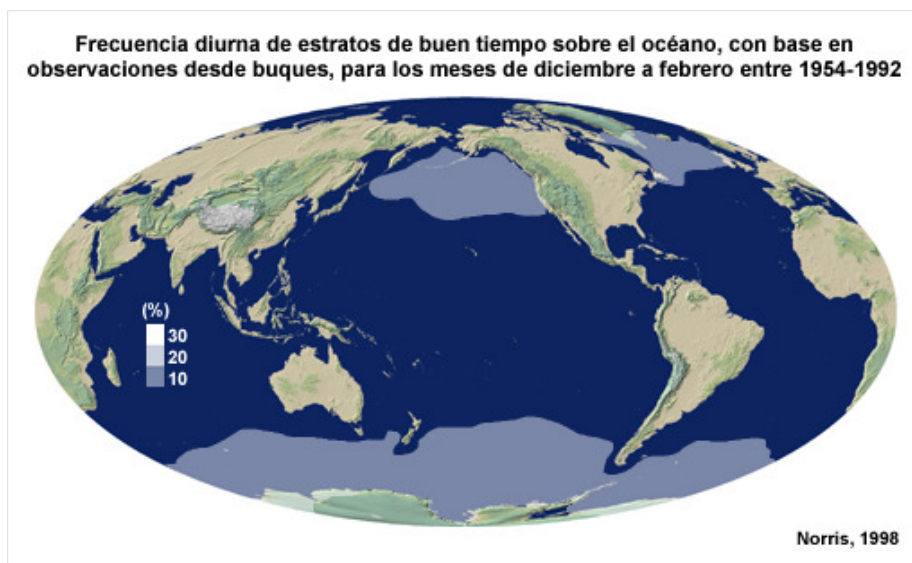 Frecuencia diurna de estratos de buen tiempo sobre el océano, con base en
observaciones desde buques, para los meses de diciembre a febrero entre 1954-1992
(%)
30
20
10
Norris, 1998